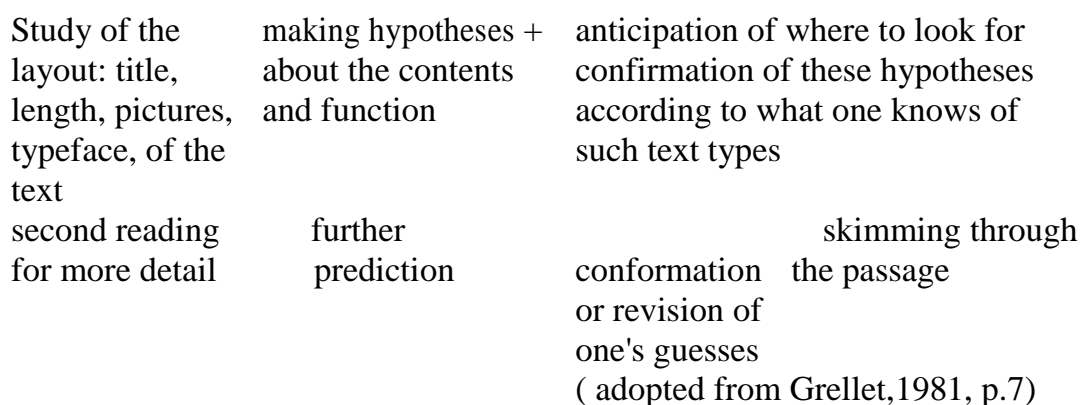 Study of the making hypotheses + anticipation of where to look for
layout: title, about the contents confirmation of these hypotheses
length, pictures, and function according to what one knows of
typeface, of the such text types
text
second reading further skimming through
for more detail prediction conformation the passage
or revision of
one's guesses
( adopted from Grellet,1981, p.7)